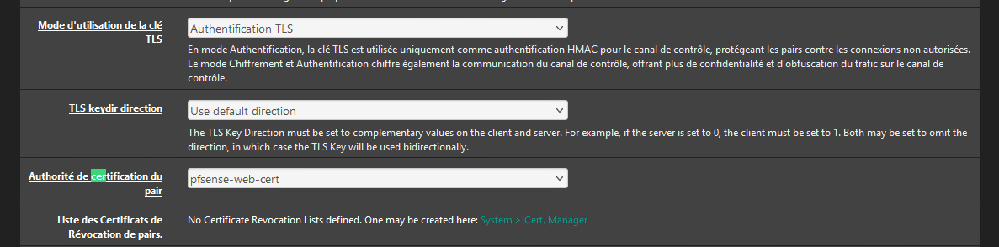 Mode d'utilisation de la clé
TLS
Authentification TLS
En mode Authentification, la clé TLS est utilisée uniquement comme authentification HMAC pour le canal de contrôle, protégeant les pairs contre les connexions non autorisées.
Le mode Chiffrement et Authentification chiffre également la communication du canal de contrôle, offrant plus de confidentialité et d'obfuscation du trafic sur le canal de
contrôle.
TLS keydir direction
Use default direction
The TLS Key Direction must be set to complementary values on the client and server. For example, if the server is set to 0, the client must be set to 1. Both may be set to omit the
direction, in which case the TLS Key will be used bidirectionally.
Authorité de certification du
pair
pfsense-web-cert
Liste des Certificats de
Révocation de pairs.
No Certificate Revocation Lists defined. One may be created here: System > Cert. Manager